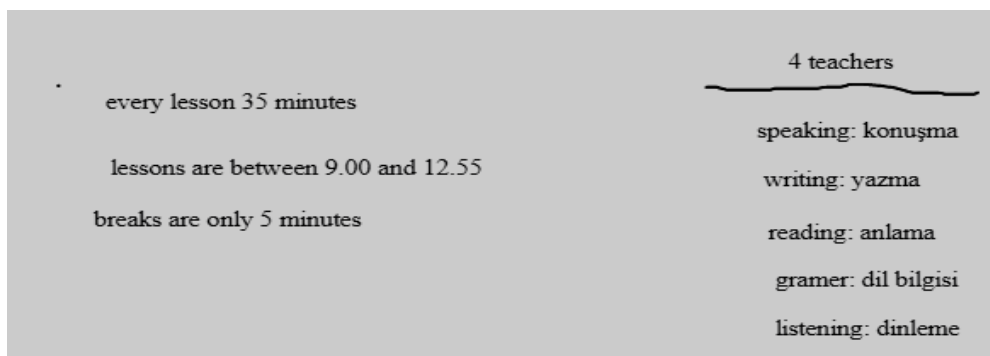 every lesson 35 minutes
lessons are between 9.00 and 12.55
breaks are only 5 minutes
4 teachers
speaking: konuşma
writing: yazma
reading: anlama
gramer: dil bilgisi
listening: dinleme